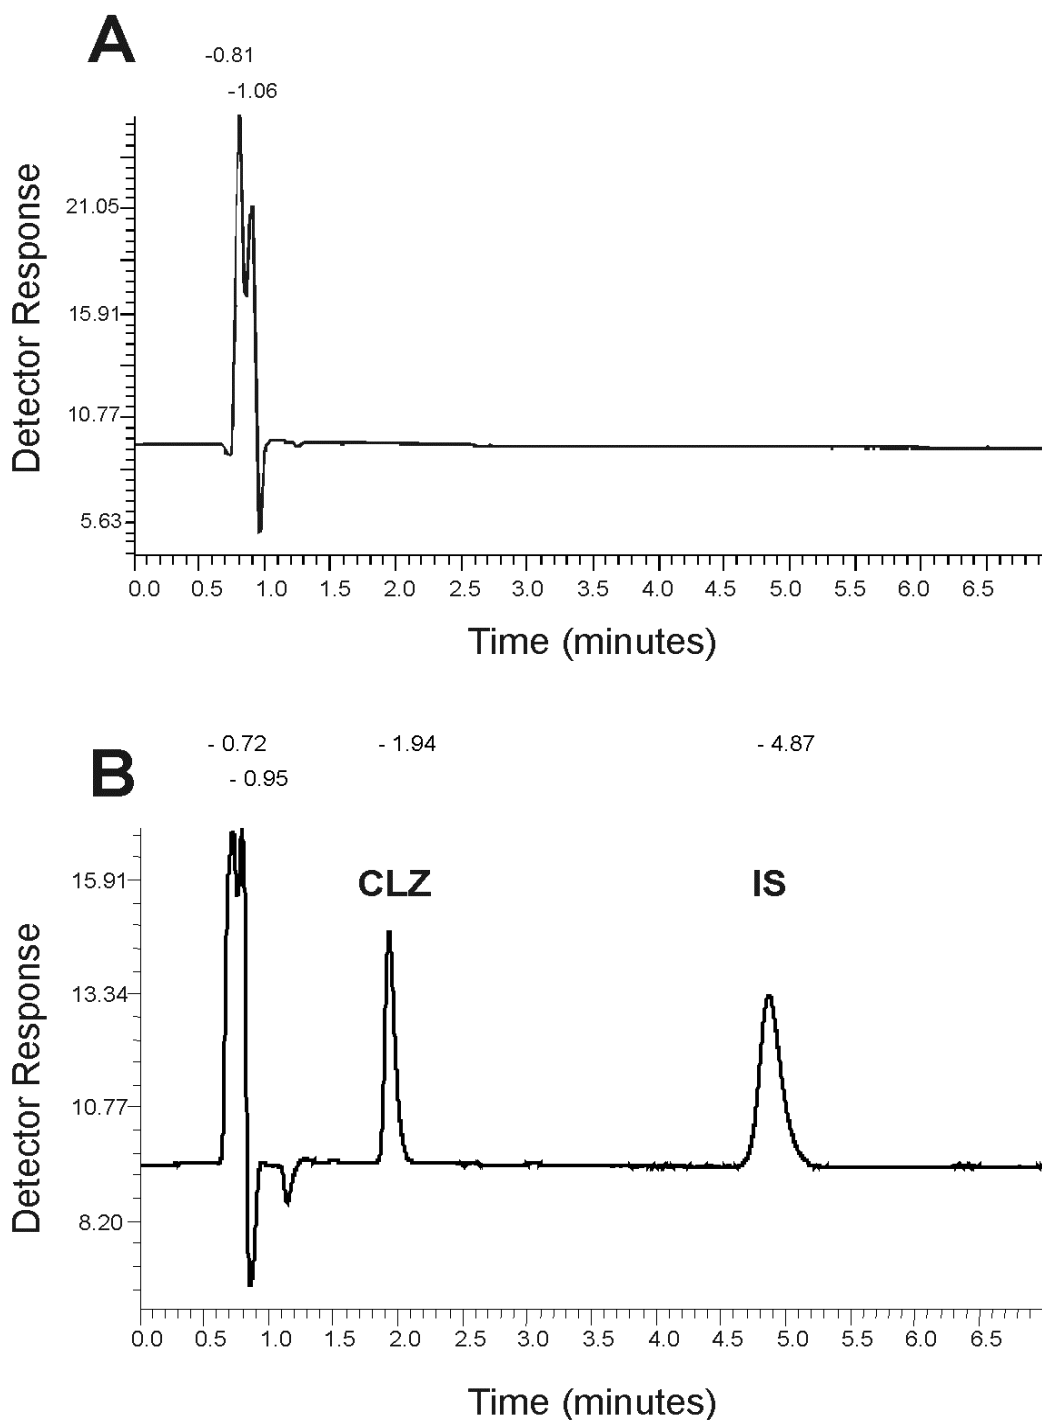 A
-0.81
-1.06
Detector Response
21.05
15.91
10.77
5.63
0.0 0.5 1.0 1.5 2.0 2.5 3.0 3.5 4.0 4.5 5.0 5.5 6.0 6.5
Time (minutes)
B
- 0.72 - 1.94 - 4.87
- 0.95
CLZ IS
Detector Response
15.91
13.34
10.77
8.20
0.0 0.5 1.0 1.5 2.0 2.5 3.0 3.5 4.0 4.5 5.0 5.5 6.0 6.5
Time (minutes)